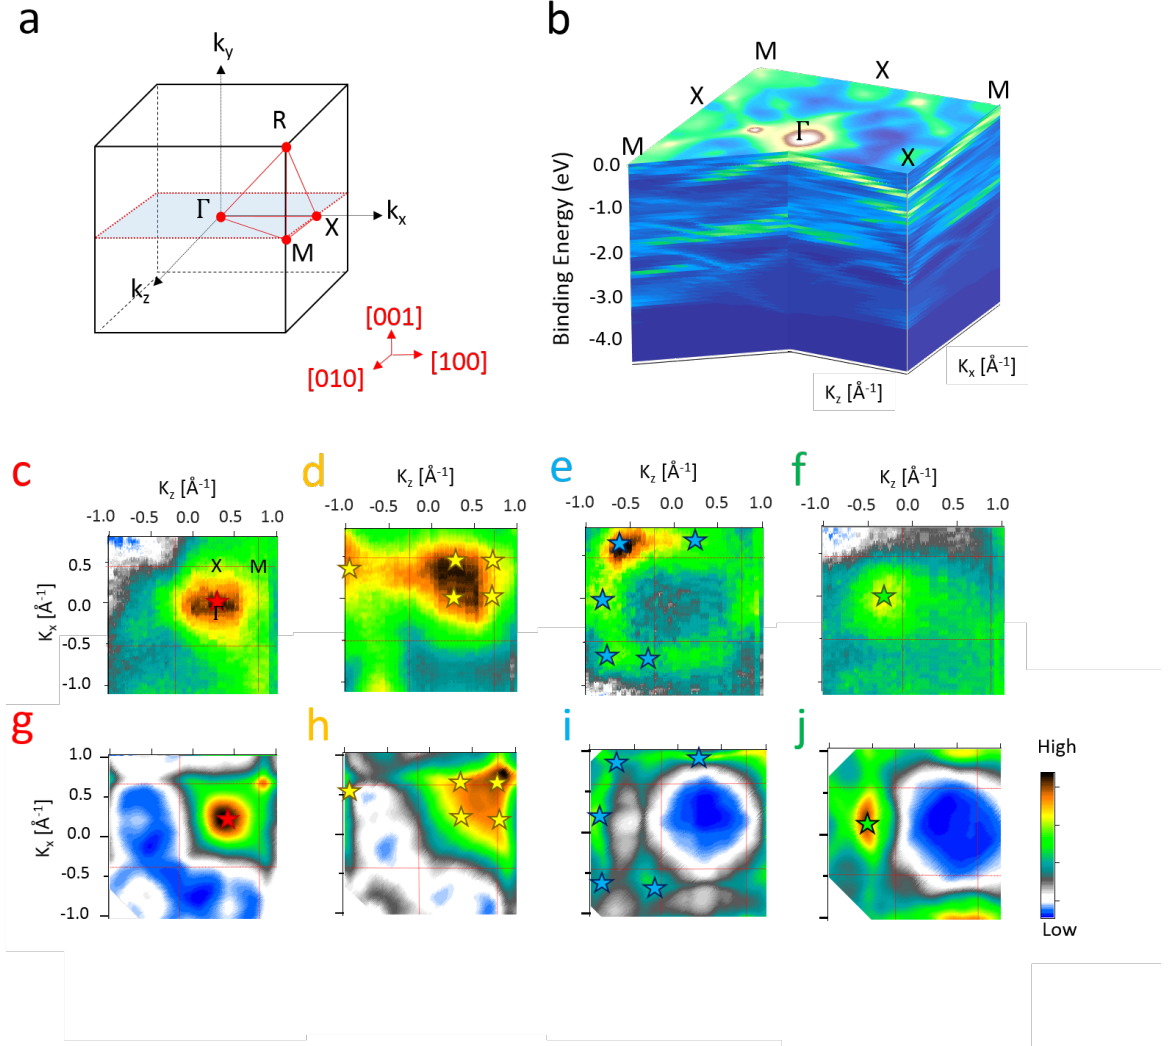 a
k_y
R
Γ
k_x
X
M
k_z
[001]
[010]
[100]
b
M
X
X
M
Γ
M
X
0.0
-1.0
-2.0
-3.0
-4.0
Binding Energy (eV)
K_x [Å⁻¹]
K_z [Å⁻¹]
c
K_z [Å⁻¹]
-1.0 0.0 0.5 1.0
K_x [Å⁻¹]
0.5
0.0
-0.5
-1.0
X M
Γ
d
K_z [Å⁻¹]
-1.0 0.0 0.5 1.0
e
K_z [Å⁻¹]
-1.0 -0.5 0.0 0.5 1.0
f
K_z [Å⁻¹]
-1.0 -0.5 0.0 0.5 1.0
g
K_x [Å⁻¹]
1.0
0.5
0.0
-0.5
-1.0
h
i
j
High
Low